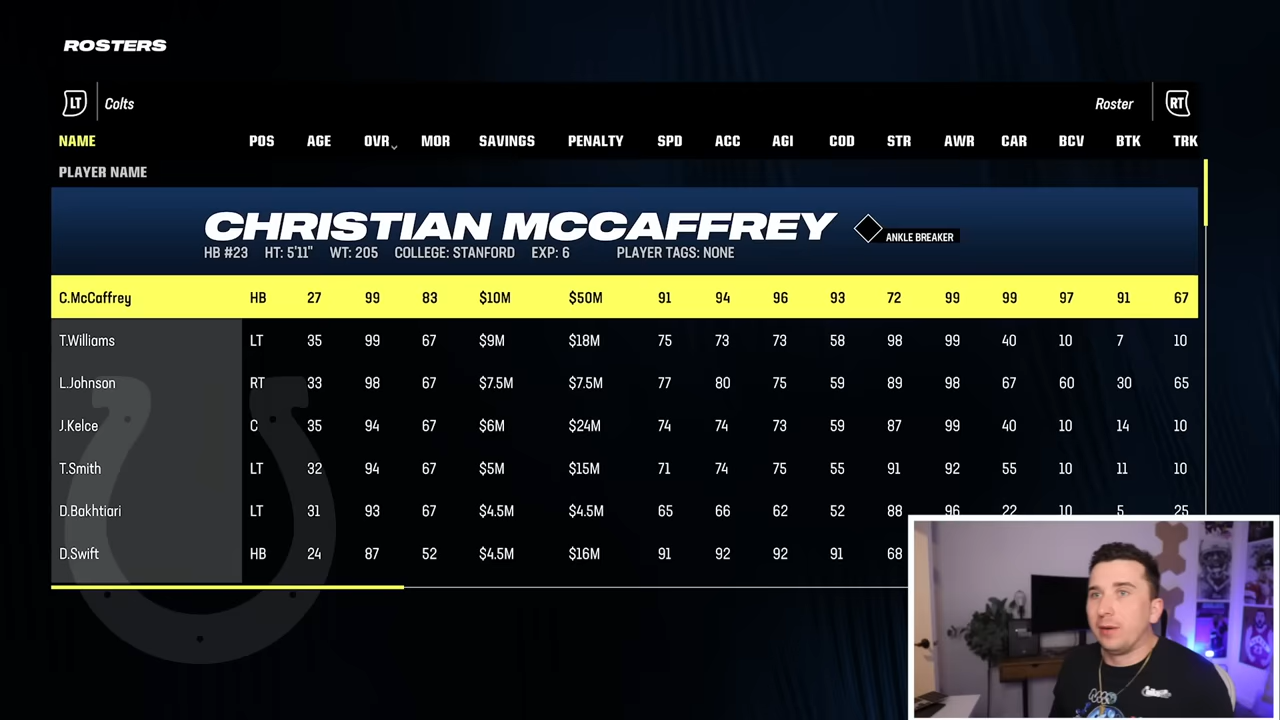 ROSTERS
LT Colts Roster RT
NAME POS AGE OVR MOR SAVINGS PENALTY SPD ACC AGI COD STR AWR CAR BCV BTK TRK
PLAYER NAME
CHRISTIAN MCCAFFREY
ANKLE BREAKER
HB #23 HT: 5'11" WT: 205 COLLEGE: STANFORD EXP: 6 PLAYER TAGS: NONE
C.McCaffrey HB 27 99 83 $10M $50M 91 94 96 93 72 99 99 97 91 67
T.Williams LT 35 99 67 $9M $18M 75 73 73 58 98 99 40 10 7 10
L.Johnson RT 33 98 67 $7.5M $7.5M 77 80 75 59 89 98 67 60 30 65
J.Kelce C 35 94 67 $6M $24M 74 74 73 59 87 99 40 10 14 10
T.Smith LT 32 94 67 $5M $15M 71 74 75 55 91 92 55 10 11 10
D.Bakhtiari LT 31 93 67 $4.5M $4.5M 65 66 62 52 88 96 22 10 5 25
D.Swift HB 24 87 52 $4.5M $16M 91 92 92 91 68